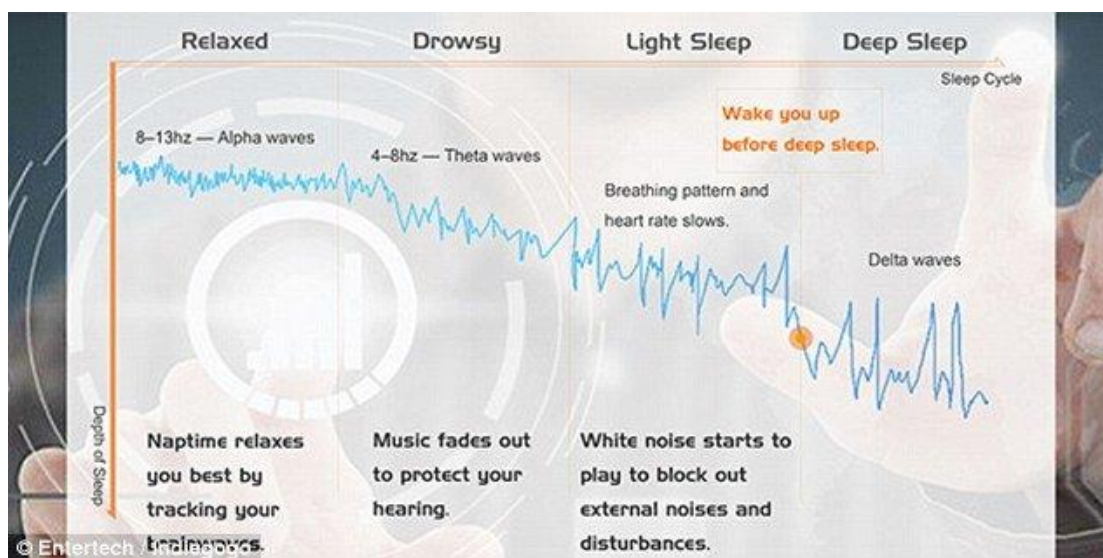 Relaxed
Drowsy
Light Sleep
Deep Sleep
Sleep Cycle
Wake you up
before deep sleep.
8–13hz — Alpha waves
4–8hz — Theta waves
Breathing pattern and
heart rate slows.
Delta waves
Depth of Sleep
Naptime relaxes
you best by
tracking your
brainwaves.
Music fades out
to protect your
hearing.
White noise starts to
play to block out
external noises and
disturbances.
© Entertech / Indiegogo